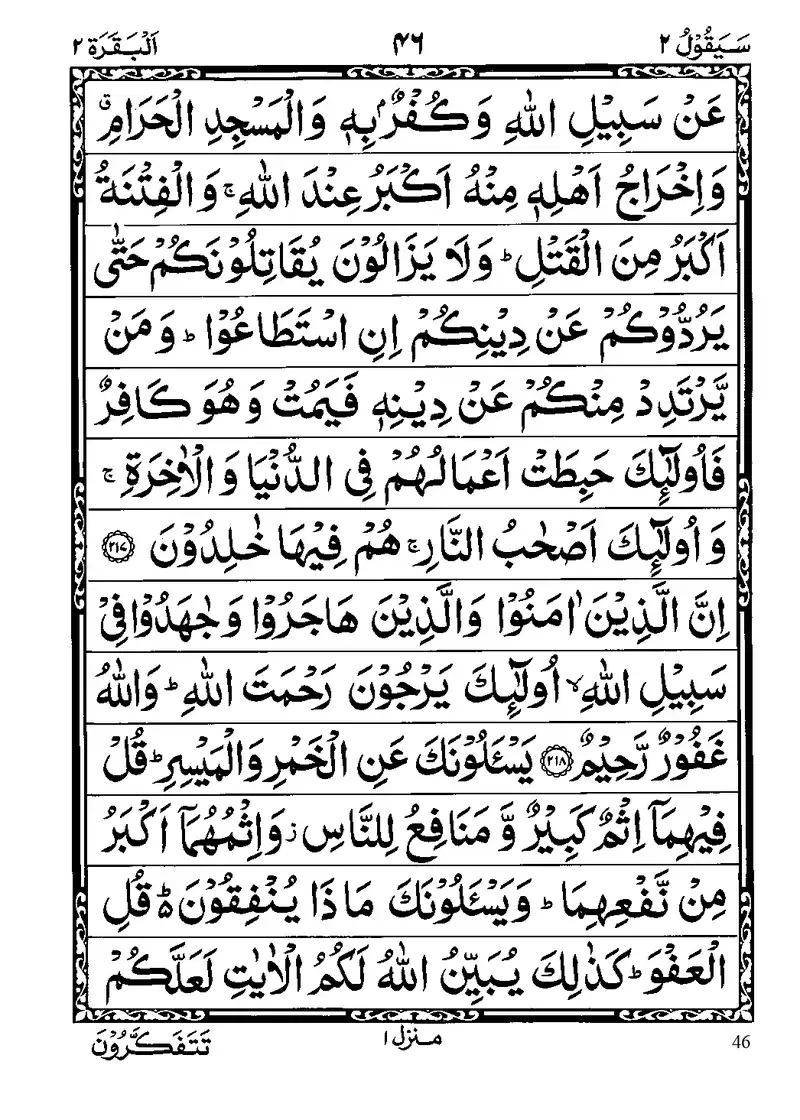 سَيَقُوْلُ ٢
٤٦
اَلْبَقَرَة ٢
عَنْ سَبِيْلِ اللّٰهِ وَكُفْرٌۢ بِهٖ وَالْمَسْجِدِ الْحَرَامِ ۗ
وَاِخْرَاجُ اَهْلِهٖ مِنْهُ اَكْبَرُ عِنْدَ اللّٰهِ ۚ وَالْفِتْنَةُ
اَكْبَرُ مِنَ الْقَتْلِ ؕ وَلَا يَزَالُوْنَ يُقَاتِلُوْنَكُمْ حَتّٰى
يَرُدُّوْكُمْ عَنْ دِيْنِكُمْ اِنِ اسْتَطَاعُوْا ؕ وَمَنْ
يَّرْتَدِدْ مِنْكُمْ عَنْ دِيْنِهٖ فَيَمُتْ وَهُوَ كَافِرٌ
فَاُولٰٓئِكَ حَبِطَتْ اَعْمَالُهُمْ فِى الدُّنْيَا وَالْاٰخِرَةِ ۚ
وَاُولٰٓئِكَ اَصْحٰبُ النَّارِ ۚ هُمْ فِيْهَا خٰلِدُوْنَ ﴿٢١٧﴾
اِنَّ الَّذِيْنَ اٰمَنُوْا وَالَّذِيْنَ هَاجَرُوْا وَجٰهَدُوْا فِىْ
سَبِيْلِ اللّٰهِ ۙ اُولٰٓئِكَ يَرْجُوْنَ رَحْمَتَ اللّٰهِ ؕ وَاللّٰهُ
غَفُوْرٌ رَّحِيْمٌ ﴿٢١٨﴾ يَسْـَٔلُوْنَكَ عَنِ الْخَمْرِ وَالْمَيْسِرِ ؕ قُلْ
فِيْهِمَآ اِثْمٌ كَبِيْرٌ وَّ مَنَافِعُ لِلنَّاسِ ۫ وَاِثْمُهُمَآ اَكْبَرُ
مِنْ نَّفْعِهِمَا ؕ وَيَسْـَٔلُوْنَكَ مَاذَا يُنْفِقُوْنَ ؕ۬ قُلِ
الْعَفْوَ ؕ كَذٰلِكَ يُبَيِّنُ اللّٰهُ لَكُمُ الْاٰيٰتِ لَعَلَّكُمْ
تَتَفَكَّرُوْنَ
منزل ١
46